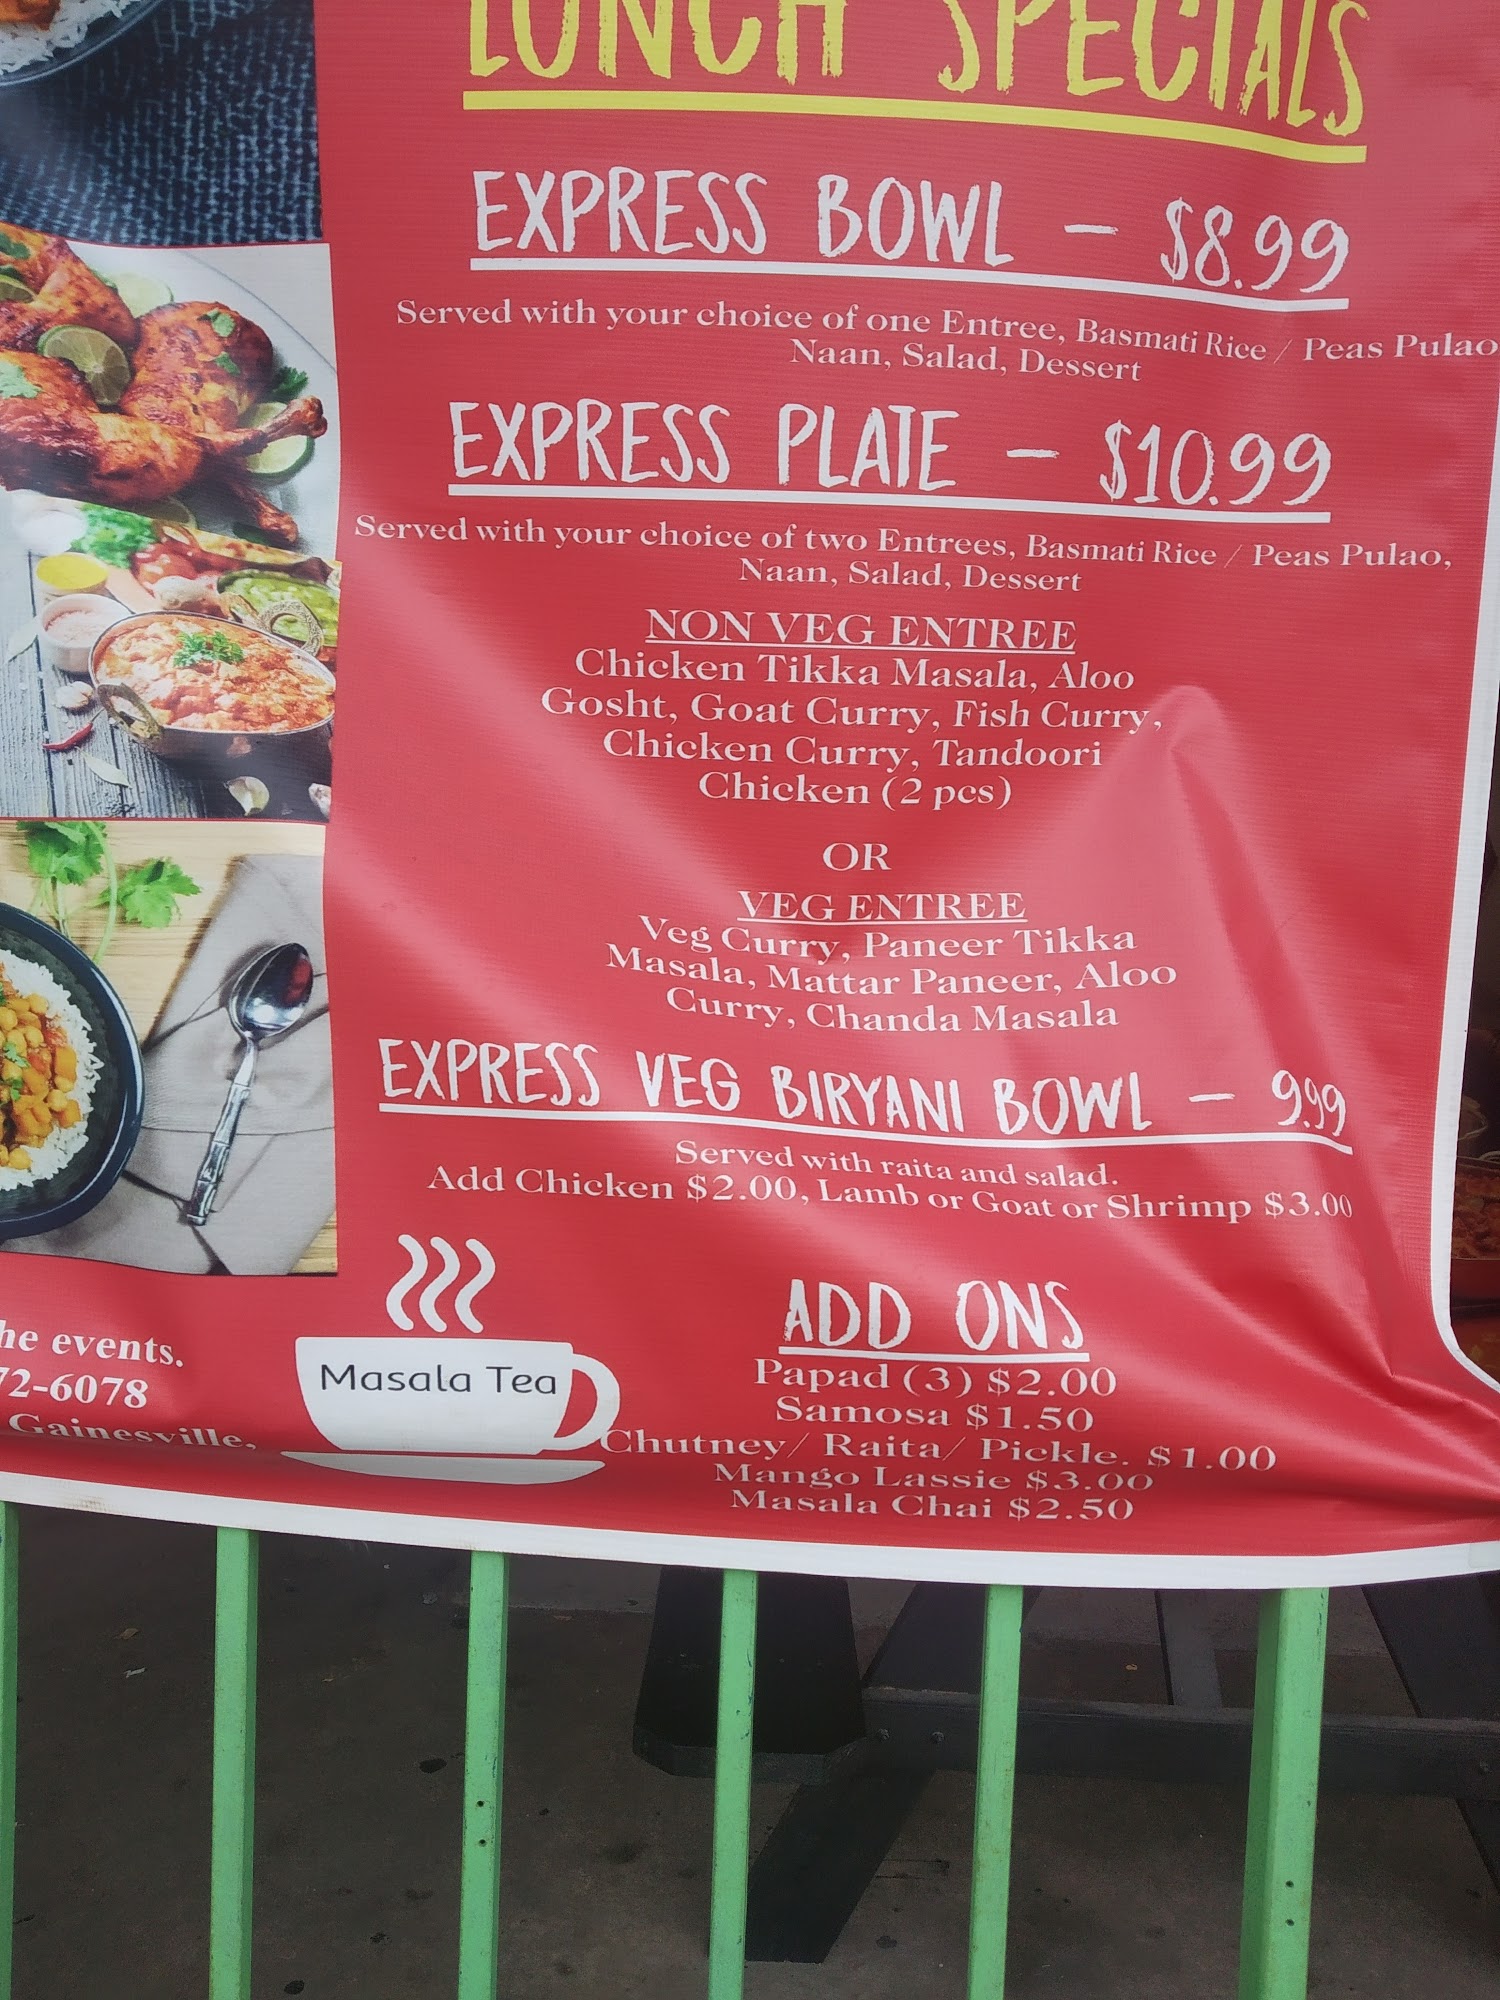 LUNCH SPECIALS
EXPRESS BOWL – $8.99
Served with your choice of one Entree, Basmati Rice / Peas Pulao
Naan, Salad, Dessert
EXPRESS PLATE – $10.99
Served with your choice of two Entrees, Basmati Rice / Peas Pulao,
Naan, Salad, Dessert
NON VEG ENTREE
Chicken Tikka Masala, Aloo
Gosht, Goat Curry, Fish Curry,
Chicken Curry, Tandoori
Chicken (2 pcs)
OR
VEG ENTREE
Veg Curry, Paneer Tikka
Masala, Mattar Paneer, Aloo
Curry, Chanda Masala
EXPRESS VEG BIRYANI BOWL – 9.99
Served with raita and salad.
Add Chicken $2.00, Lamb or Goat or Shrimp $3.00
he events.
72-6078
Gainesville,
Masala Tea
ADD ONS
Papad (3) $2.00
Samosa $1.50
Chutney/ Raita/ Pickle. $1.00
Mango Lassie $3.00
Masala Chai $2.50